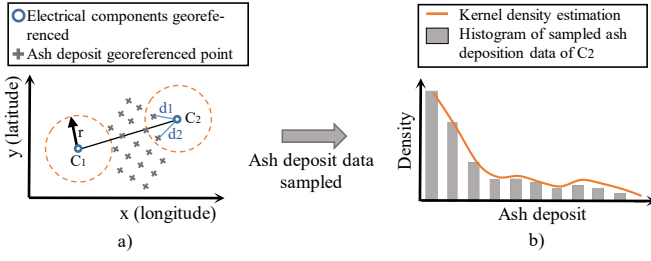 Electrical components georefe-
renced
Ash deposit georeferenced point
y (latitude)
r
C1
d1
d2
C2
x (longitude)
a)
Ash deposit data
sampled
Kernel density estimation
Histogram of sampled ash
deposition data of C2
Density
Ash deposit
b)